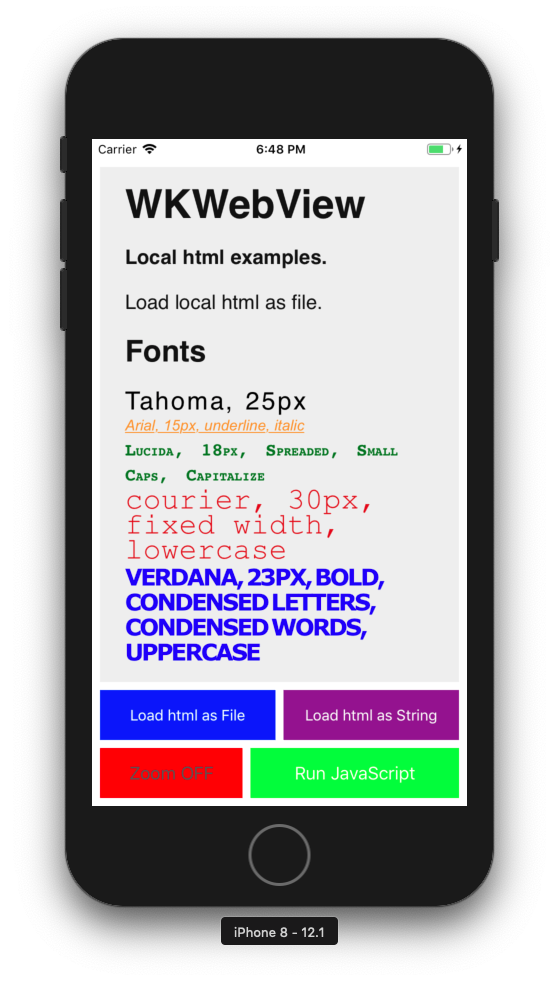 Carrier
6:48 PM
WKWebView
Local html examples.
Load local html as file.
Fonts
Tahoma, 25px
Arial, 15px, underline, italic
Lucida, 18px, Spreaded, Small
Caps, Capitalize
courier, 30px,
fixed width,
lowercase
VERDANA, 23PX, BOLD,
CONDENSED LETTERS,
CONDENSED WORDS,
UPPERCASE
Load html as File
Load html as String
Zoom OFF
Run JavaScript
iPhone 8 - 12.1